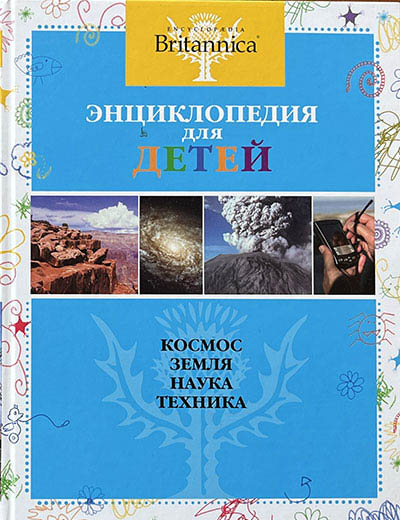 ENCYCLOPÆDIA
Britannica®
ЭНЦИКЛОПЕДИЯ
ДЛЯ
ДЕТЕЙ
КОСМОС
ЗЕМЛЯ
НАУКА
ТЕХНИКА